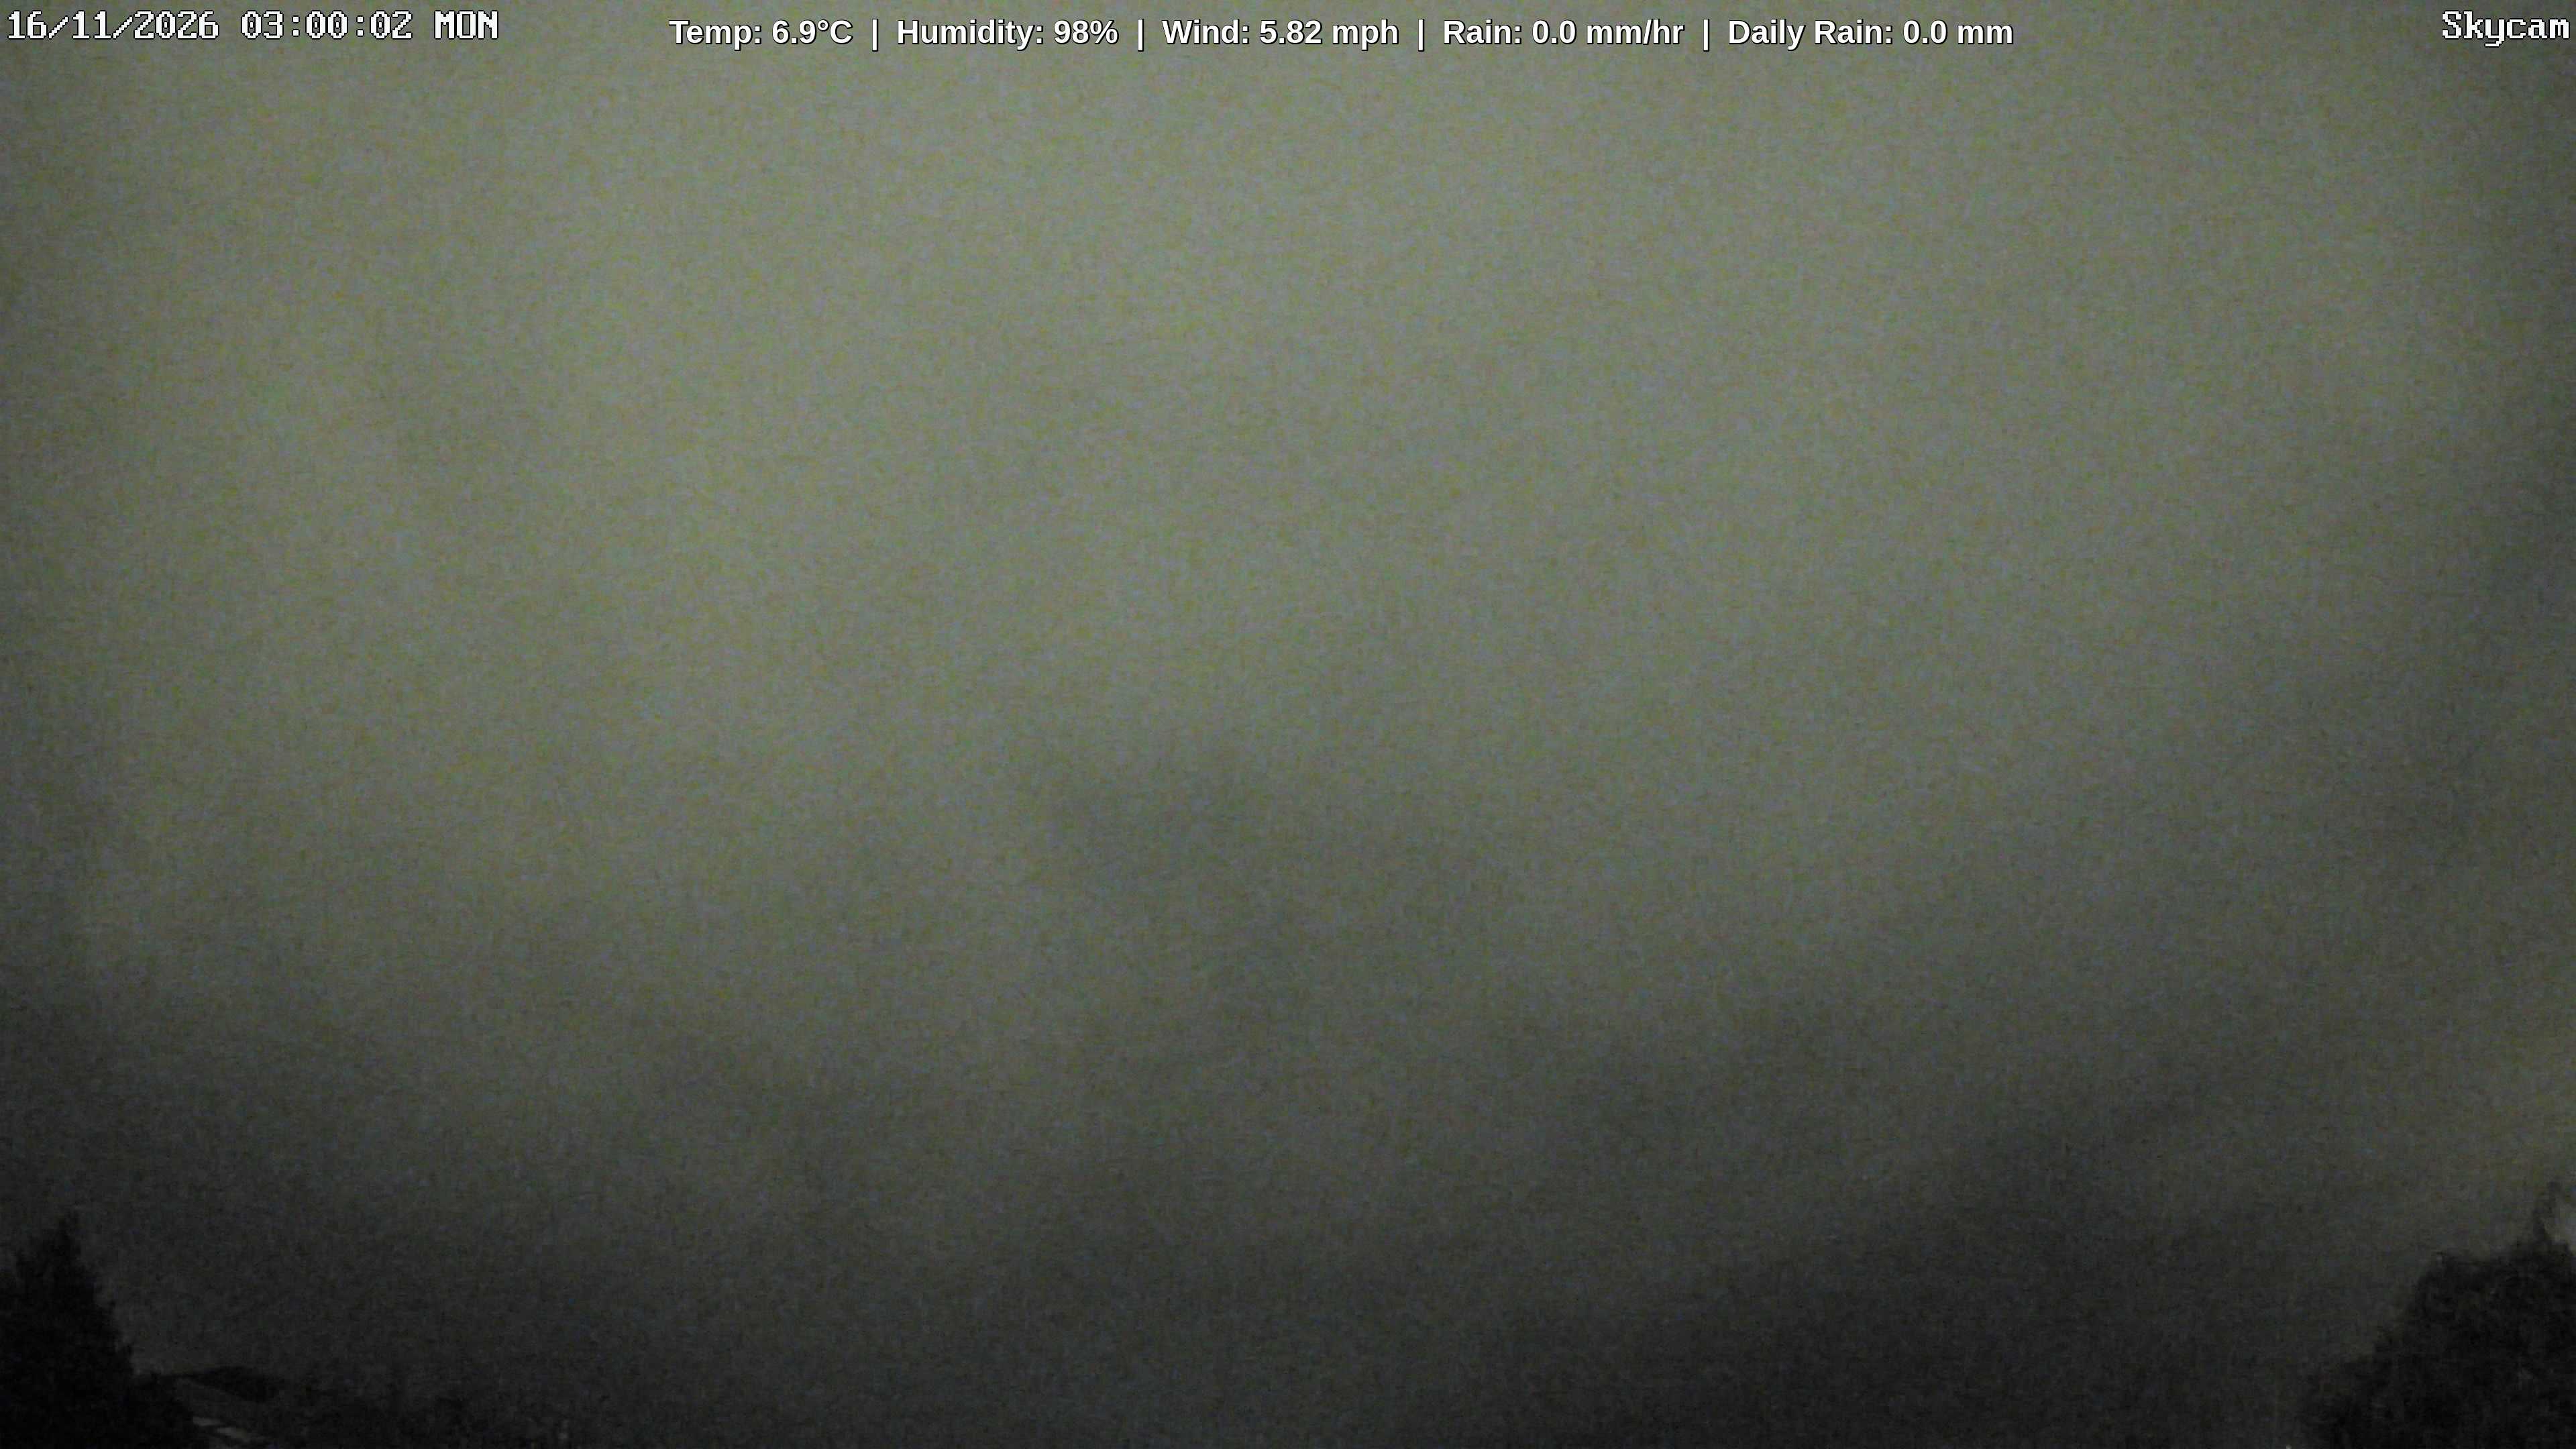 16/11/2026 03:00:02 MON
Temp: 6.9°C | Humidity: 98% | Wind: 5.82 mph | Rain: 0.0 mm/hr | Daily Rain: 0.0 mm
Skycam